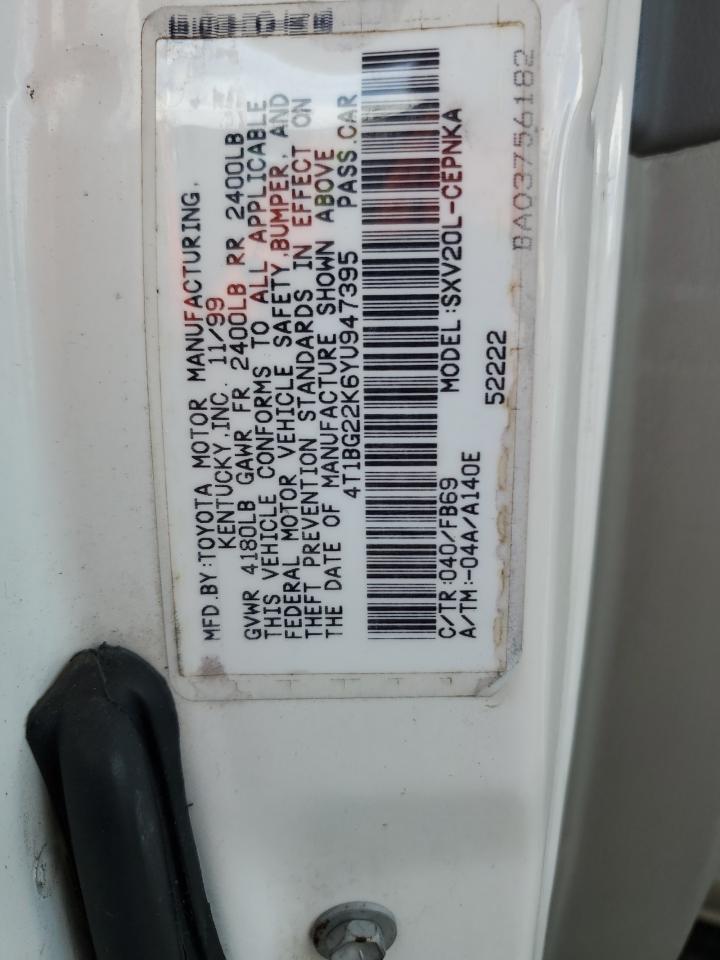 MFD.BY:TOYOTA MOTOR MANUFACTURING,
KENTUCKY,INC. 11/99
GVWR 4180LB GAWR FR 2400LB RR 2400LB
THIS VEHICLE CONFORMS TO ALL APPLICABLE
FEDERAL MOTOR VEHICLE SAFETY,BUMPER, AND
THEFT PREVENTION STANDARDS IN EFFECT ON
THE DATE OF MANUFACTURE SHOWN ABOVE
4T1BG22K6YU947395 PASS.CAR
C/TR:040/FB69 MODEL:SXV20L-CEPNKA
A/TM:-04A/A140E
52222
BA03756182